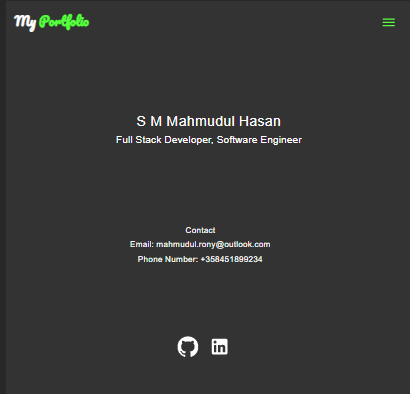 My Portfolio
S M Mahmudul Hasan
Full Stack Developer, Software Engineer
Contact
Email: mahmudul.rony@outlook.com
Phone Number: +358451899234